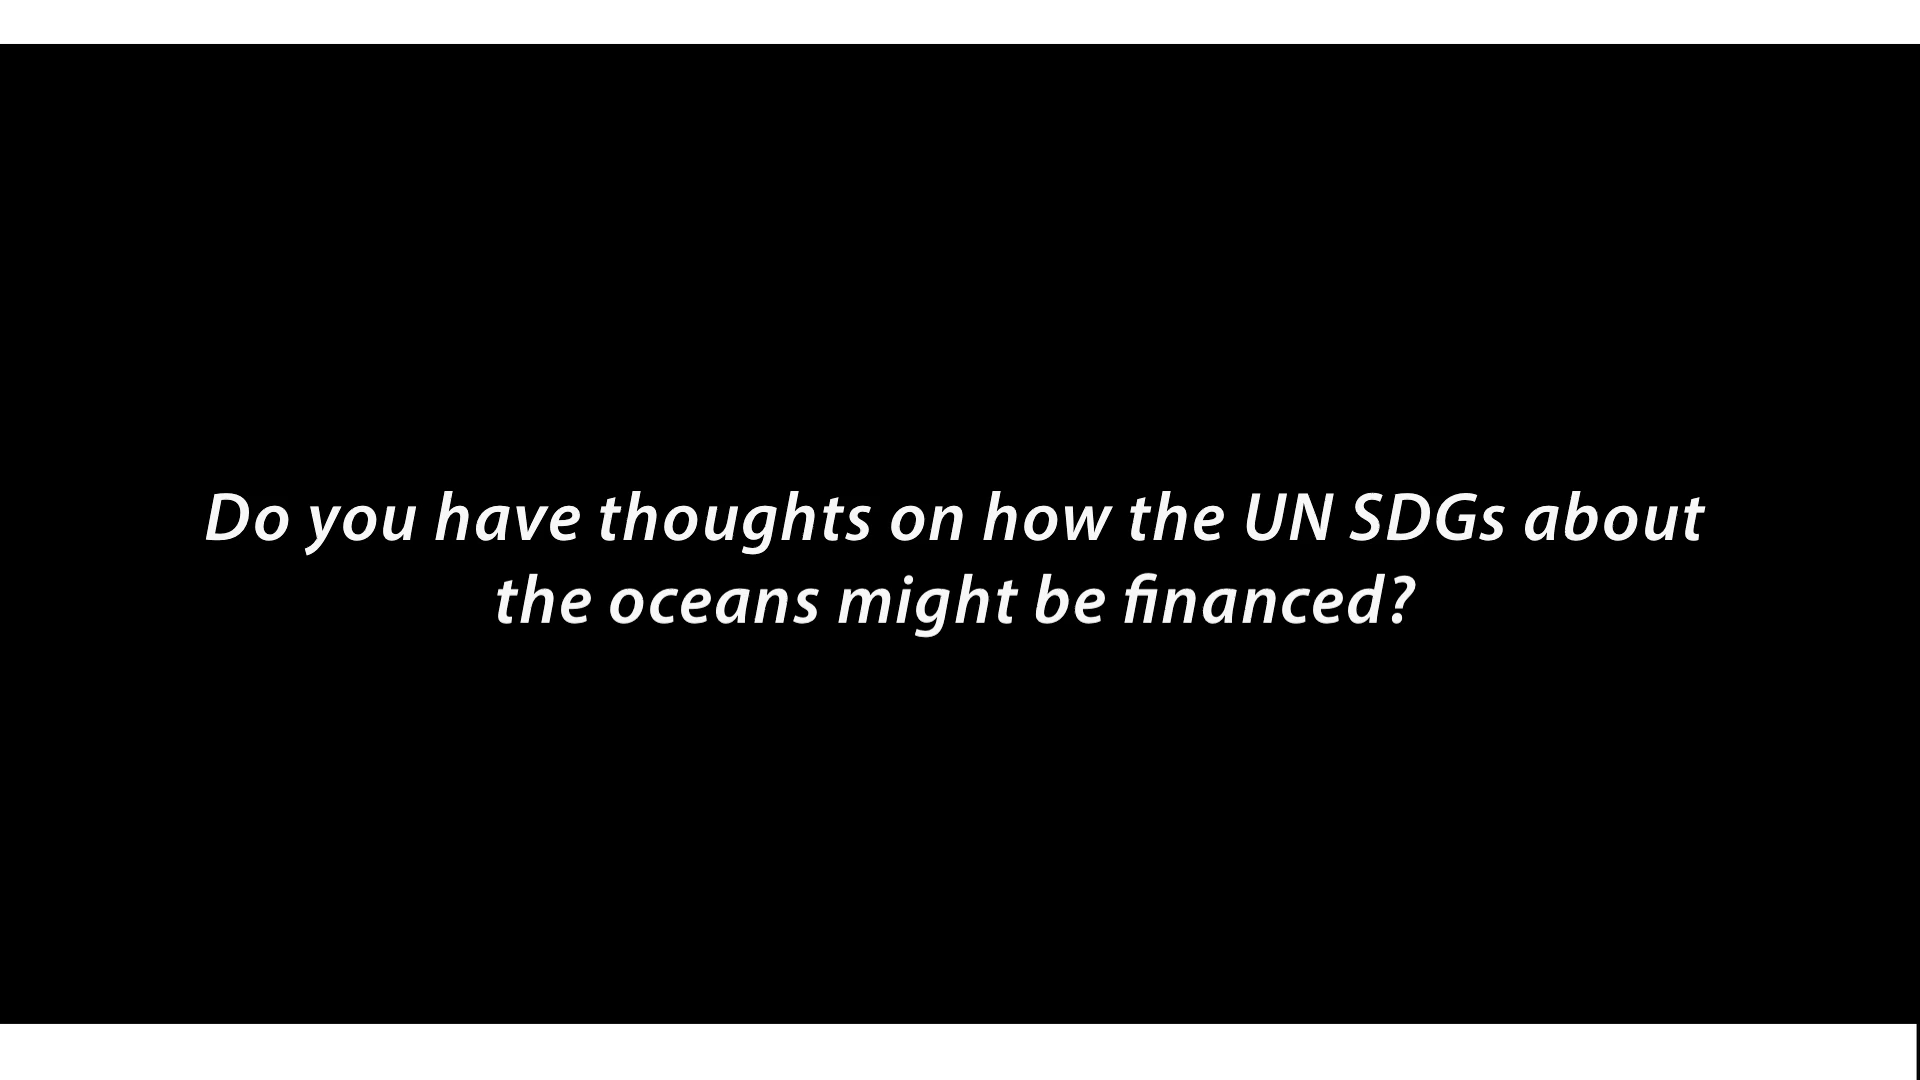 Do you have thoughts on how the UN SDGs about
the oceans might be financed?